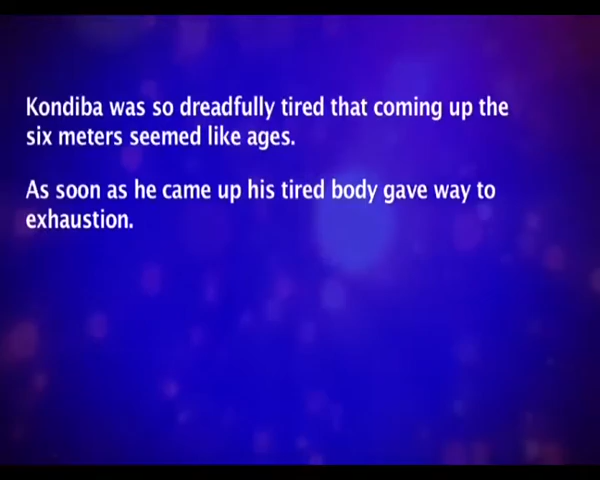 Kondiba was so dreadfully tired that coming up the
six meters seemed like ages.
As soon as he came up his tired body gave way to
exhaustion.